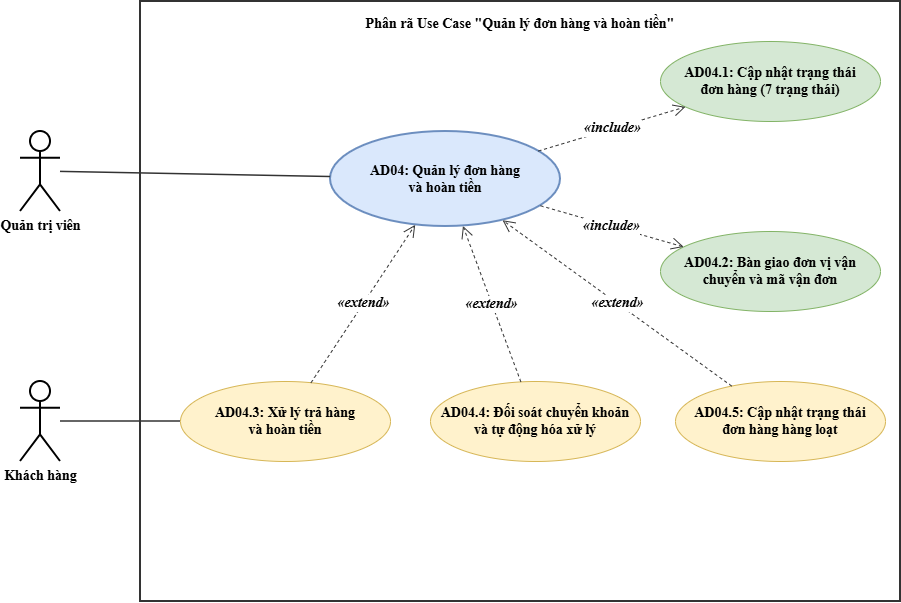 Phân rã Use Case "Quản lý đơn hàng và hoàn tiền"
AD04.1: Cập nhật trạng thái
đơn hàng (7 trạng thái)
«include»
AD04: Quản lý đơn hàng
và hoàn tiền
Quản trị viên
«include»
AD04.2: Bàn giao đơn vị vận
chuyển và mã vận đơn
«extend»
«extend»
«extend»
AD04.3: Xử lý trả hàng
và hoàn tiền
AD04.4: Đối soát chuyển khoản
và tự động hóa xử lý
AD04.5: Cập nhật trạng thái
đơn hàng hàng loạt
Khách hàng